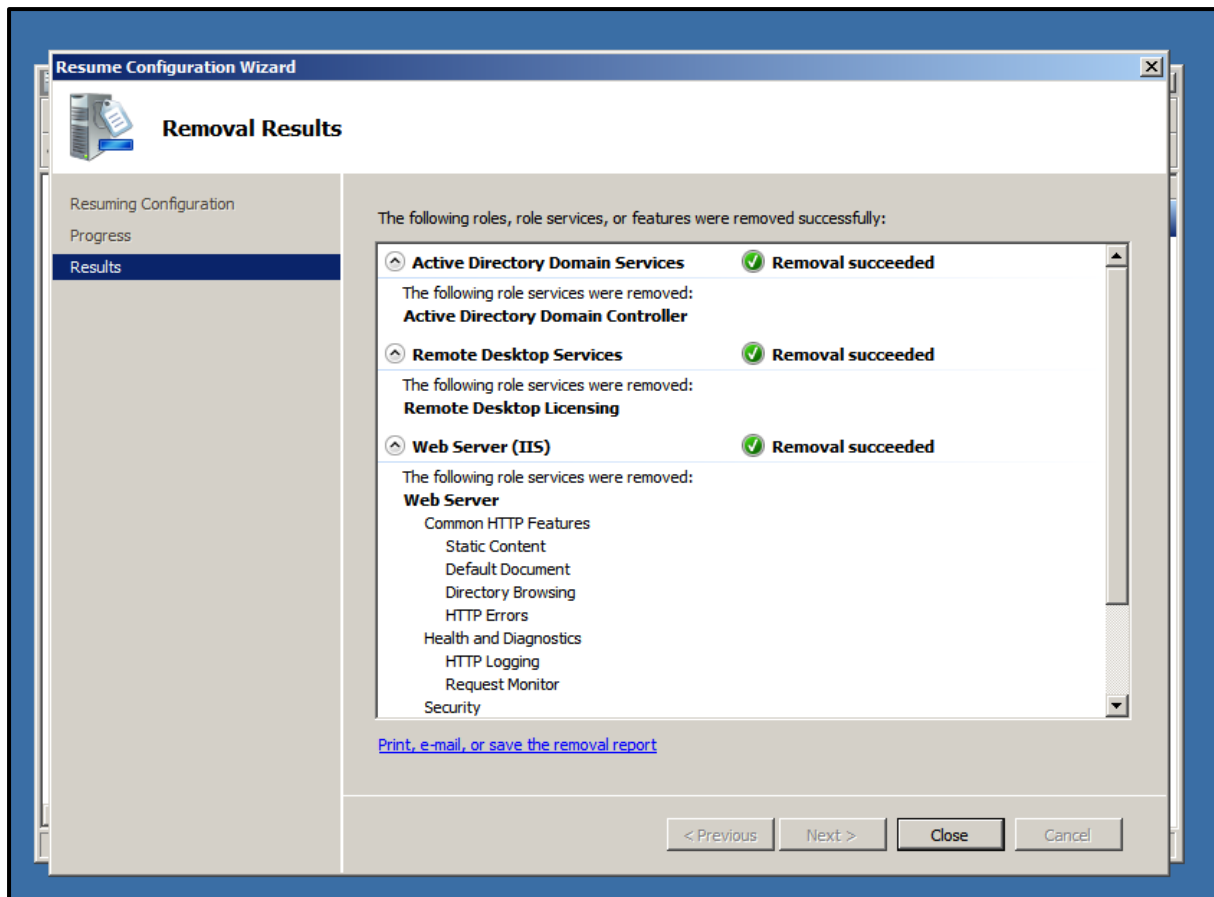 Resume Configuration Wizard
Removal Results
Resuming Configuration
Progress
Results
The following roles, role services, or features were removed successfully:
Active Directory Domain Services Removal succeeded
The following role services were removed:
Active Directory Domain Controller
Remote Desktop Services Removal succeeded
The following role services were removed:
Remote Desktop Licensing
Web Server (IIS) Removal succeeded
The following role services were removed:
Web Server
Common HTTP Features
Static Content
Default Document
Directory Browsing
HTTP Errors
Health and Diagnostics
HTTP Logging
Request Monitor
Security
Print, e-mail, or save the removal report
< Previous Next > Close Cancel